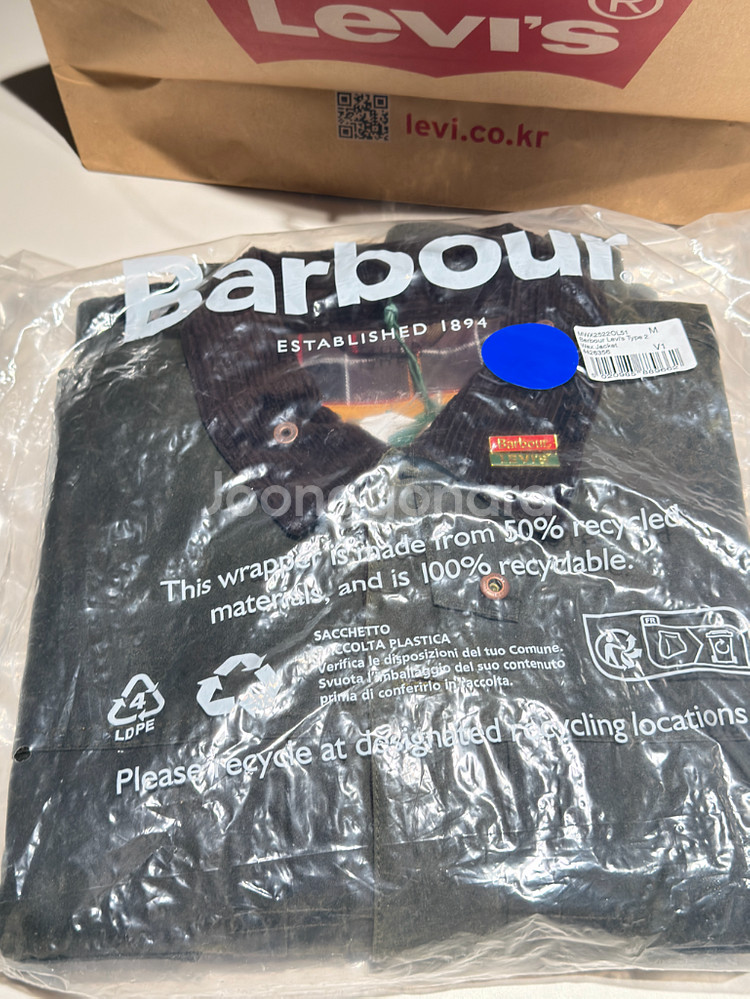 Levi's ®
levi.co.kr
Barbour®
ESTABLISHED 1894
MWX2522OL51 M
Barbour Levi's Type 2
Wax Jacket
V1
Barbour
LEVI'S
Joonggonara
This wrapper is made from 50% recycled
materials, and is 100% recyclable.
SACCHETTO
RACCOLTA PLASTICA
Verifica le disposizioni del tuo Comune.
Svuota l'imballaggio del suo contenuto
prima di conferirlo in raccolta.
FR
4
LDPE
Please recycle at designated recycling locations